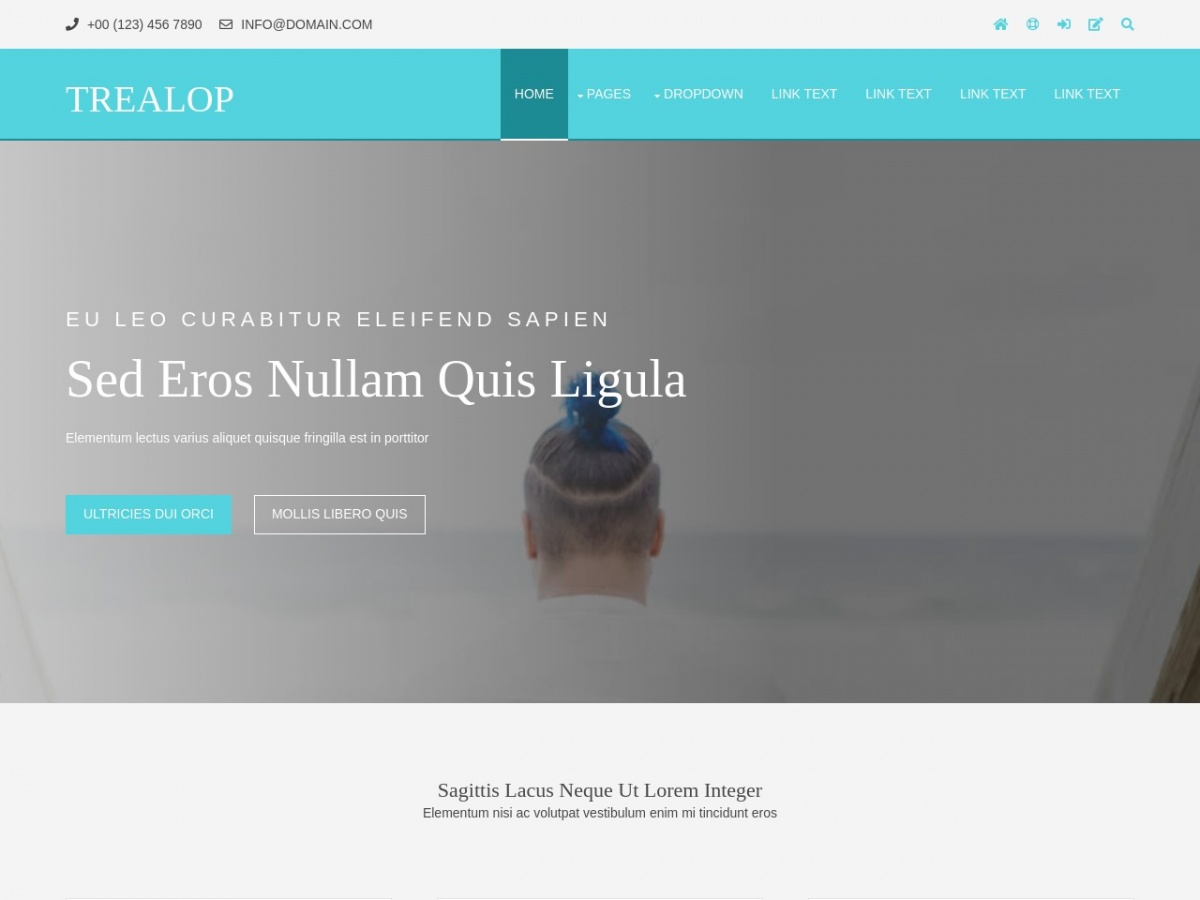 +00 (123) 456 7890 INFO@DOMAIN.COM
TREALOP
HOME PAGES DROPDOWN LINK TEXT LINK TEXT LINK TEXT LINK TEXT
EU LEO CURABITUR ELEIFEND SAPIEN
Sed Eros Nullam Quis Ligula
Elementum lectus varius aliquet quisque fringilla est in porttitor
ULTRICIES DUI ORCI MOLLIS LIBERO QUIS
Sagittis Lacus Neque Ut Lorem Integer
Elementum nisi ac volutpat vestibulum enim mi tincidunt eros